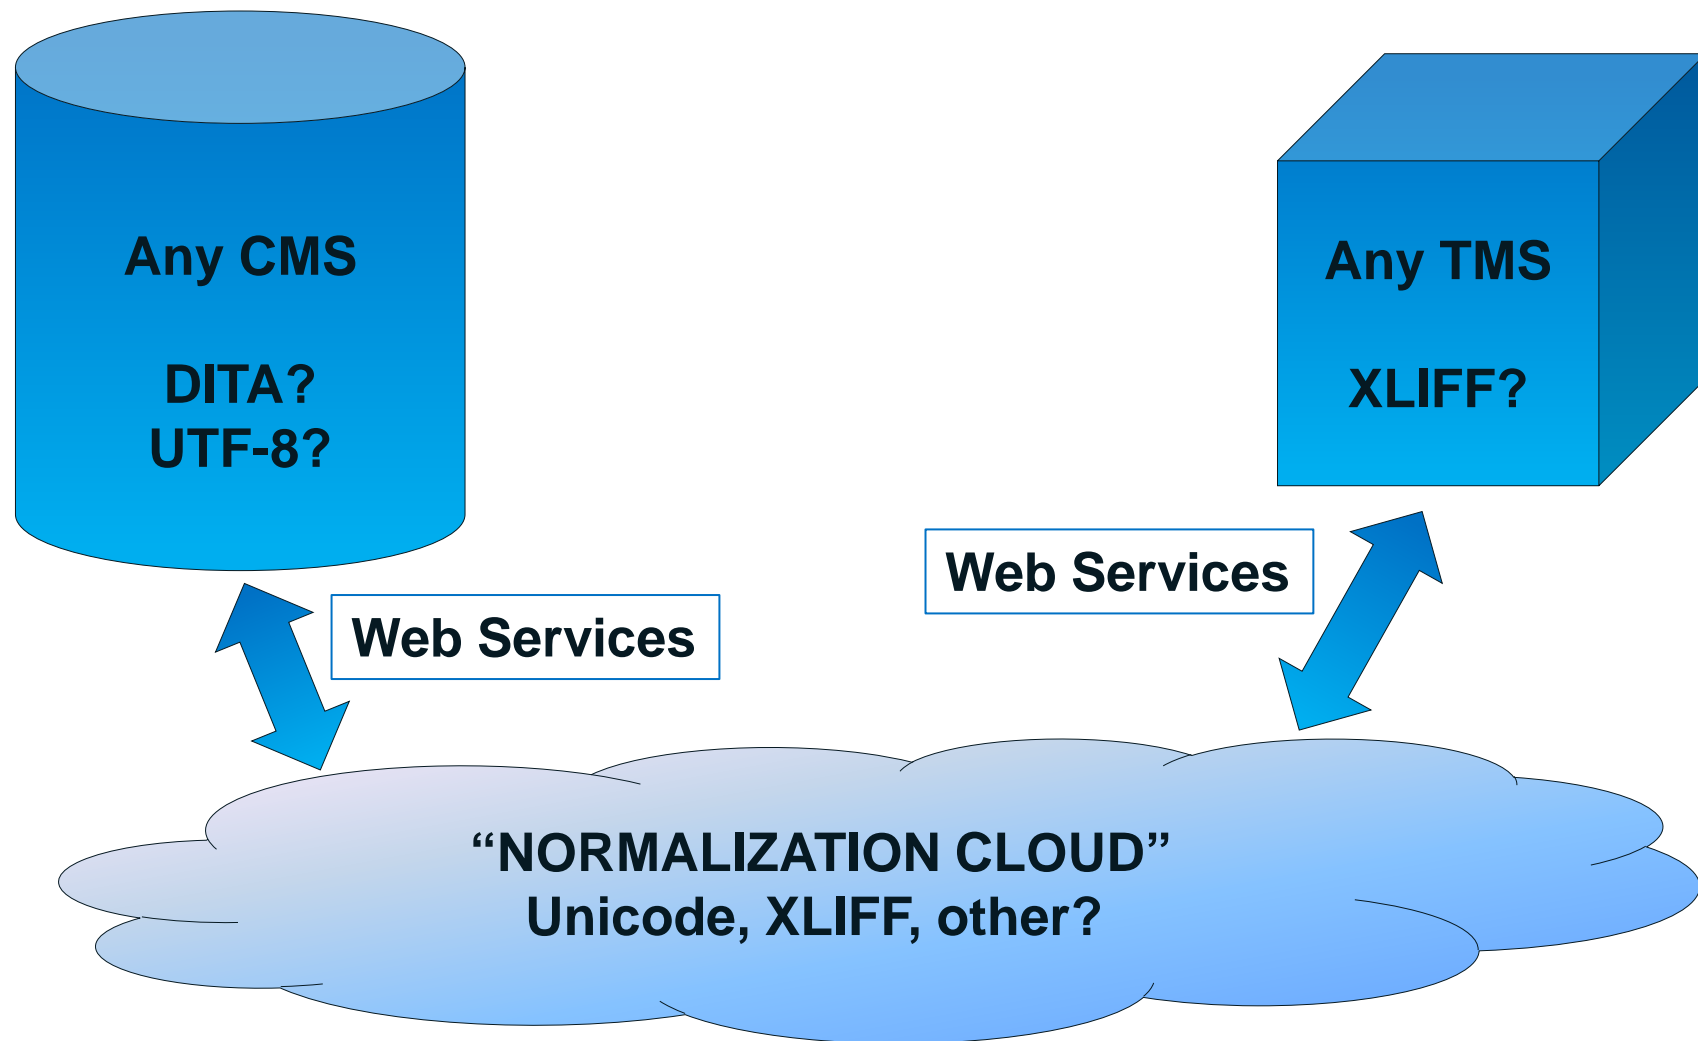 Any CMS
DITA?
UTF-8?
Any TMS
XLIFF?
Web Services
Web Services
“NORMALIZATION CLOUD”
Unicode, XLIFF, other?